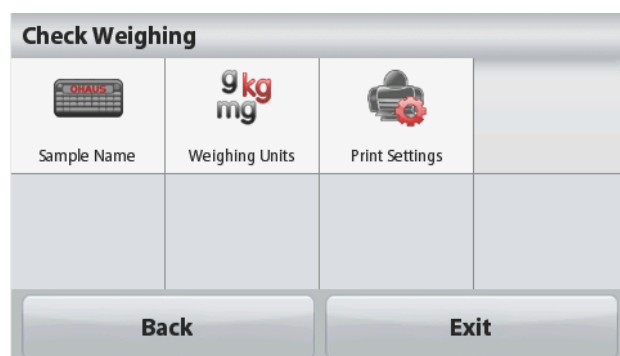 Check Weighing
OHAUS
g kg
mg
Sample Name
Weighing Units
Print Settings
Back
Exit